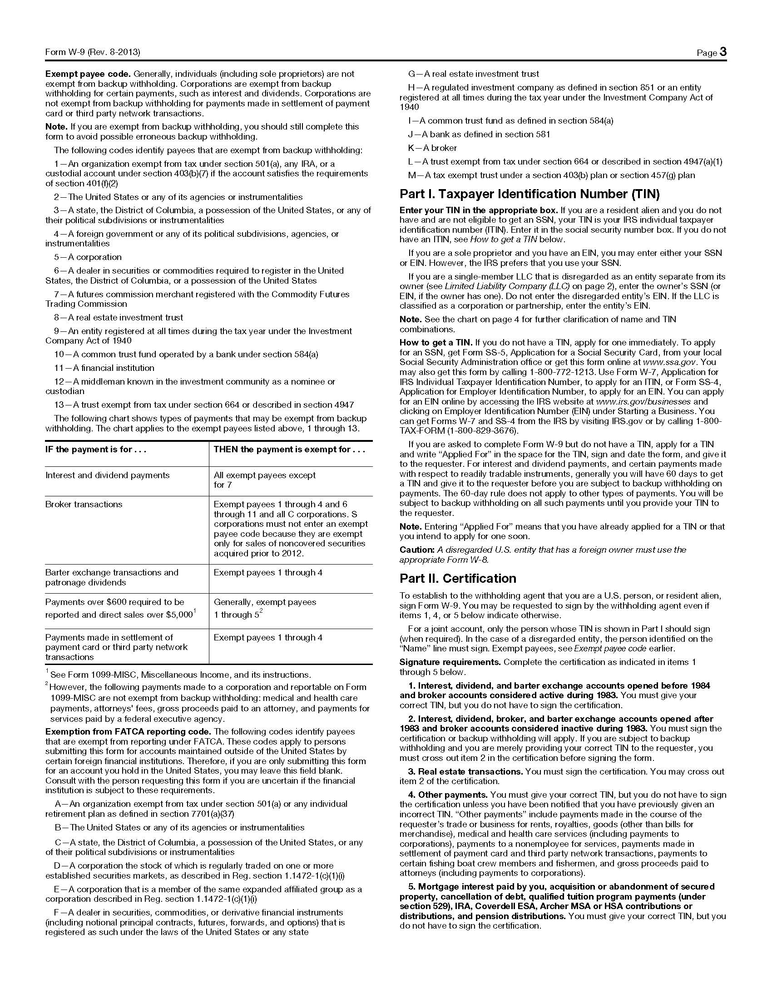 Form W-9 (Rev. 8-2013)
Page 3
Exempt payee code. Generally, individuals (including sole proprietors) are not
exempt from backup withholding. Corporations are exempt from backup
withholding for certain payments, such as interest and dividends. Corporations are
not exempt from backup withholding for payments made in settlement of payment
card or third party network transactions.
Note. If you are exempt from backup withholding, you should still complete this
form to avoid possible erroneous backup withholding.
The following codes identify payees that are exempt from backup withholding:
1—An organization exempt from tax under section 501(a), any IRA, or a
custodial account under section 403(b)(7) if the account satisfies the requirements
of section 401(f)(2)
2—The United States or any of its agencies or instrumentalities
3—A state, the District of Columbia, a possession of the United States, or any of
their political subdivisions or instrumentalities
4—A foreign government or any of its political subdivisions, agencies, or
instrumentalities
5—A corporation
6—A dealer in securities or commodities required to register in the United
States, the District of Columbia, or a possession of the United States
7—A futures commission merchant registered with the Commodity Futures
Trading Commission
8—A real estate investment trust
9—An entity registered at all times during the tax year under the Investment
Company Act of 1940
10—A common trust fund operated by a bank under section 584(a)
11—A financial institution
12—A middleman known in the investment community as a nominee or
custodian
13—A trust exempt from tax under section 664 or described in section 4947
The following chart shows types of payments that may be exempt from backup
withholding. The chart applies to the exempt payees listed above, 1 through 13.
IF the payment is for . . .
THEN the payment is exempt for . . .
Interest and dividend payments
All exempt payees except
for 7
Broker transactions
Exempt payees 1 through 4 and 6
through 11 and all C corporations. S
corporations must not enter an exempt
payee code because they are exempt
only for sales of noncovered securities
acquired prior to 2012.
Barter exchange transactions and
patronage dividends
Exempt payees 1 through 4
Payments over $600 required to be
reported and direct sales over $5,000¹
Generally, exempt payees
1 through 5²
Payments made in settlement of
payment card or third party network
transactions
Exempt payees 1 through 4
¹ See Form 1099-MISC, Miscellaneous Income, and its instructions.
² However, the following payments made to a corporation and reportable on Form
1099-MISC are not exempt from backup withholding: medical and health care
payments, attorneys' fees, gross proceeds paid to an attorney, and payments for
services paid by a federal executive agency.
Exemption from FATCA reporting code. The following codes identify payees
that are exempt from reporting under FATCA. These codes apply to persons
submitting this form for accounts maintained outside of the United States by
certain foreign financial institutions. Therefore, if you are only submitting this form
for an account you hold in the United States, you may leave this field blank.
Consult with the person requesting this form if you are uncertain if the financial
institution is subject to these requirements.
A—An organization exempt from tax under section 501(a) or any individual
retirement plan as defined in section 7701(a)(37)
B—The United States or any of its agencies or instrumentalities
C—A state, the District of Columbia, a possession of the United States, or any
of their political subdivisions or instrumentalities
D—A corporation the stock of which is regularly traded on one or more
established securities markets, as described in Reg. section 1.1472-1(c)(1)(i)
E—A corporation that is a member of the same expanded affiliated group as a
corporation described in Reg. section 1.1472-1(c)(1)(i)
F—A dealer in securities, commodities, or derivative financial instruments
(including notional principal contracts, futures, forwards, and options) that is
registered as such under the laws of the United States or any state
G—A real estate investment trust
H—A regulated investment company as defined in section 851 or an entity
registered at all times during the tax year under the Investment Company Act of
1940
I—A common trust fund as defined in section 584(a)
J—A bank as defined in section 581
K—A broker
L—A trust exempt from tax under section 664 or described in section 4947(a)(1)
M—A tax exempt trust under a section 403(b) plan or section 457(g) plan
Part I. Taxpayer Identification Number (TIN)
Enter your TIN in the appropriate box. If you are a resident alien and you do not
have and are not eligible to get an SSN, your TIN is your IRS individual taxpayer
identification number (ITIN). Enter it in the social security number box. If you do not
have an ITIN, see How to get a TIN below.
If you are a sole proprietor and you have an EIN, you may enter either your SSN
or EIN. However, the IRS prefers that you use your SSN.
If you are a single-member LLC that is disregarded as an entity separate from its
owner (see Limited Liability Company (LLC) on page 2), enter the owner's SSN (or
EIN, if the owner has one). Do not enter the disregarded entity's EIN. If the LLC is
classified as a corporation or partnership, enter the entity's EIN.
Note. See the chart on page 4 for further clarification of name and TIN
combinations.
How to get a TIN. If you do not have a TIN, apply for one immediately. To apply
for an SSN, get Form SS-5, Application for a Social Security Card, from your local
Social Security Administration office or get this form online at www.ssa.gov. You
may also get this form by calling 1-800-772-1213. Use Form W-7, Application for
IRS Individual Taxpayer Identification Number, to apply for an ITIN, or Form SS-4,
Application for Employer Identification Number, to apply for an EIN. You can apply
for an EIN online by accessing the IRS website at www.irs.gov/businesses and
clicking on Employer Identification Number (EIN) under Starting a Business. You
can get Forms W-7 and SS-4 from the IRS by visiting IRS.gov or by calling 1-800-
TAX-FORM (1-800-829-3676).
If you are asked to complete Form W-9 but do not have a TIN, apply for a TIN
and write “Applied For” in the space for the TIN, sign and date the form, and give it
to the requester. For interest and dividend payments, and certain payments made
with respect to readily tradable instruments, generally you will have 60 days to get
a TIN and give it to the requester before you are subject to backup withholding on
payments. The 60-day rule does not apply to other types of payments. You will be
subject to backup withholding on all such payments until you provide your TIN to
the requester.
Note. Entering “Applied For” means that you have already applied for a TIN or that
you intend to apply for one soon.
Caution: A disregarded U.S. entity that has a foreign owner must use the
appropriate Form W-8.
Part II. Certification
To establish to the withholding agent that you are a U.S. person, or resident alien,
sign Form W-9. You may be requested to sign by the withholding agent even if
items 1, 4, or 5 below indicate otherwise.
For a joint account, only the person whose TIN is shown in Part I should sign
(when required). In the case of a disregarded entity, the person identified on the
“Name” line must sign. Exempt payees, see Exempt payee code earlier.
Signature requirements. Complete the certification as indicated in items 1
through 5 below.
1. Interest, dividend, and barter exchange accounts opened before 1984
and broker accounts considered active during 1983. You must give your
correct TIN, but you do not have to sign the certification.
2. Interest, dividend, broker, and barter exchange accounts opened after
1983 and broker accounts considered inactive during 1983. You must sign the
certification or backup withholding will apply. If you are subject to backup
withholding and you are merely providing your correct TIN to the requester, you
must cross out item 2 in the certification before signing the form.
3. Real estate transactions. You must sign the certification. You may cross out
item 2 of the certification.
4. Other payments. You must give your correct TIN, but you do not have to sign
the certification unless you have been notified that you have previously given an
incorrect TIN. “Other payments” include payments made in the course of the
requester's trade or business for rents, royalties, goods (other than bills for
merchandise), medical and health care services (including payments to
corporations), payments to a nonemployee for services, payments made in
settlement of payment card and third party network transactions, payments to
certain fishing boat crew members and fishermen, and gross proceeds paid to
attorneys (including payments to corporations).
5. Mortgage interest paid by you, acquisition or abandonment of secured
property, cancellation of debt, qualified tuition program payments (under
section 529), IRA, Coverdell ESA, Archer MSA or HSA contributions or
distributions, and pension distributions. You must give your correct TIN, but you
do not have to sign the certification.